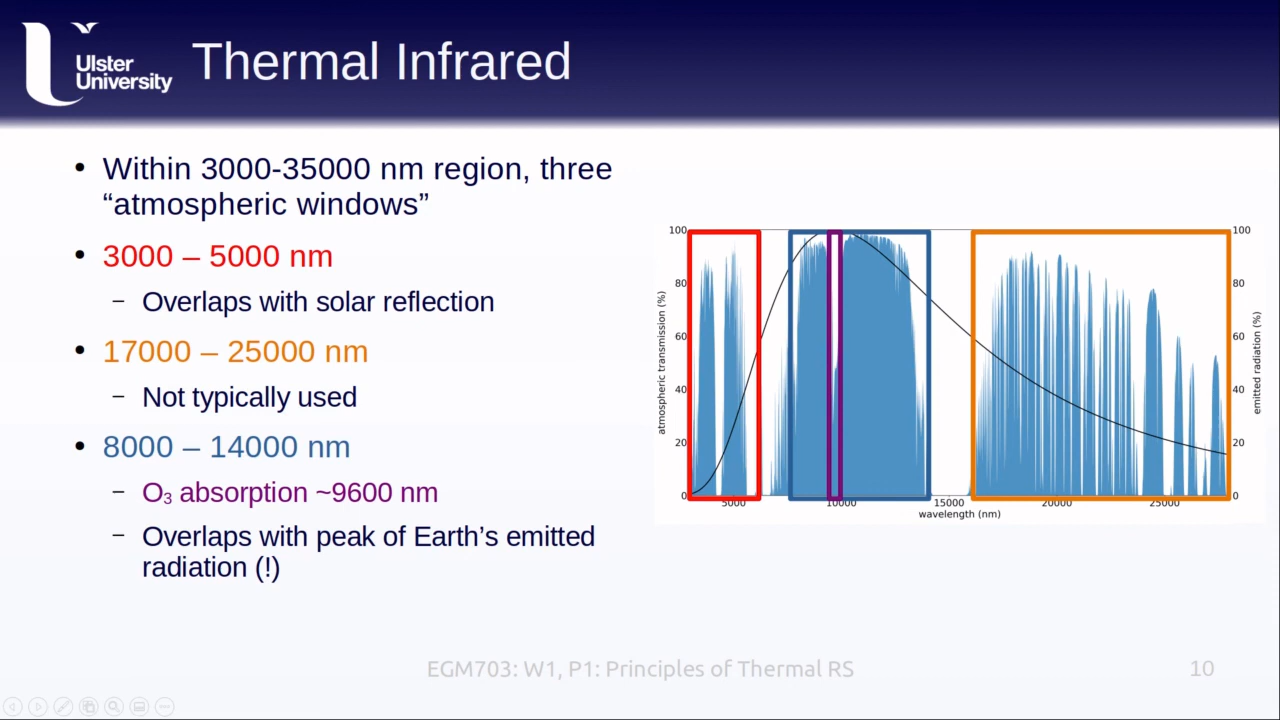 Ulster
University
Thermal Infrared
• Within 3000-35000 nm region, three
“atmospheric windows”
• 3000 – 5000 nm
– Overlaps with solar reflection
• 17000 – 25000 nm
– Not typically used
• 8000 – 14000 nm
– O₃ absorption ~9600 nm
– Overlaps with peak of Earth’s emitted
radiation (!)
atmospheric transmission (%)
100
80
60
40
20
0
5000 10000 15000 20000 25000
wavelength (nm)
100
80
60
40
20
0
emitted radiation (%)
EGM703: W1, P1: Principles of Thermal RS
10